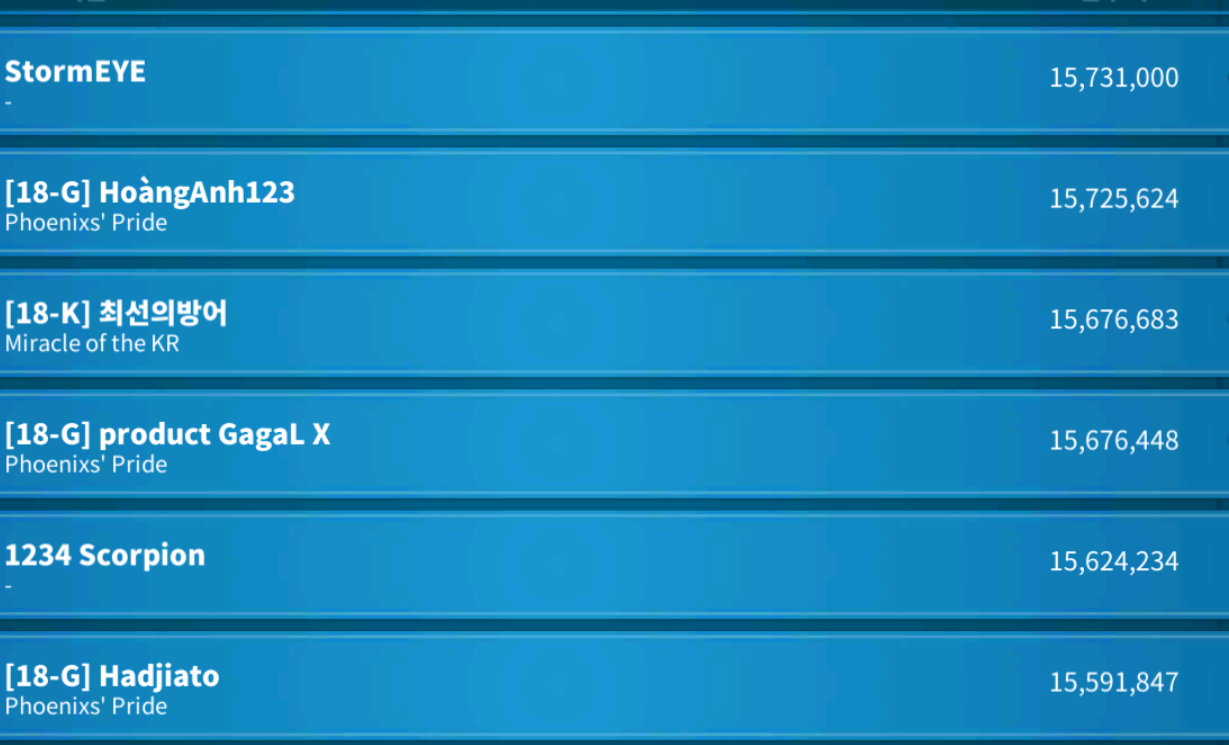 StormEYE
15,731,000
-
[18-G] HoàngAnh123
15,725,624
Phoenixs' Pride
[18-K] 최선의방어
15,676,683
Miracle of the KR
[18-G] product GagaL X
15,676,448
Phoenixs' Pride
1234 Scorpion
15,624,234
-
[18-G] Hadjiato
15,591,847
Phoenixs' Pride